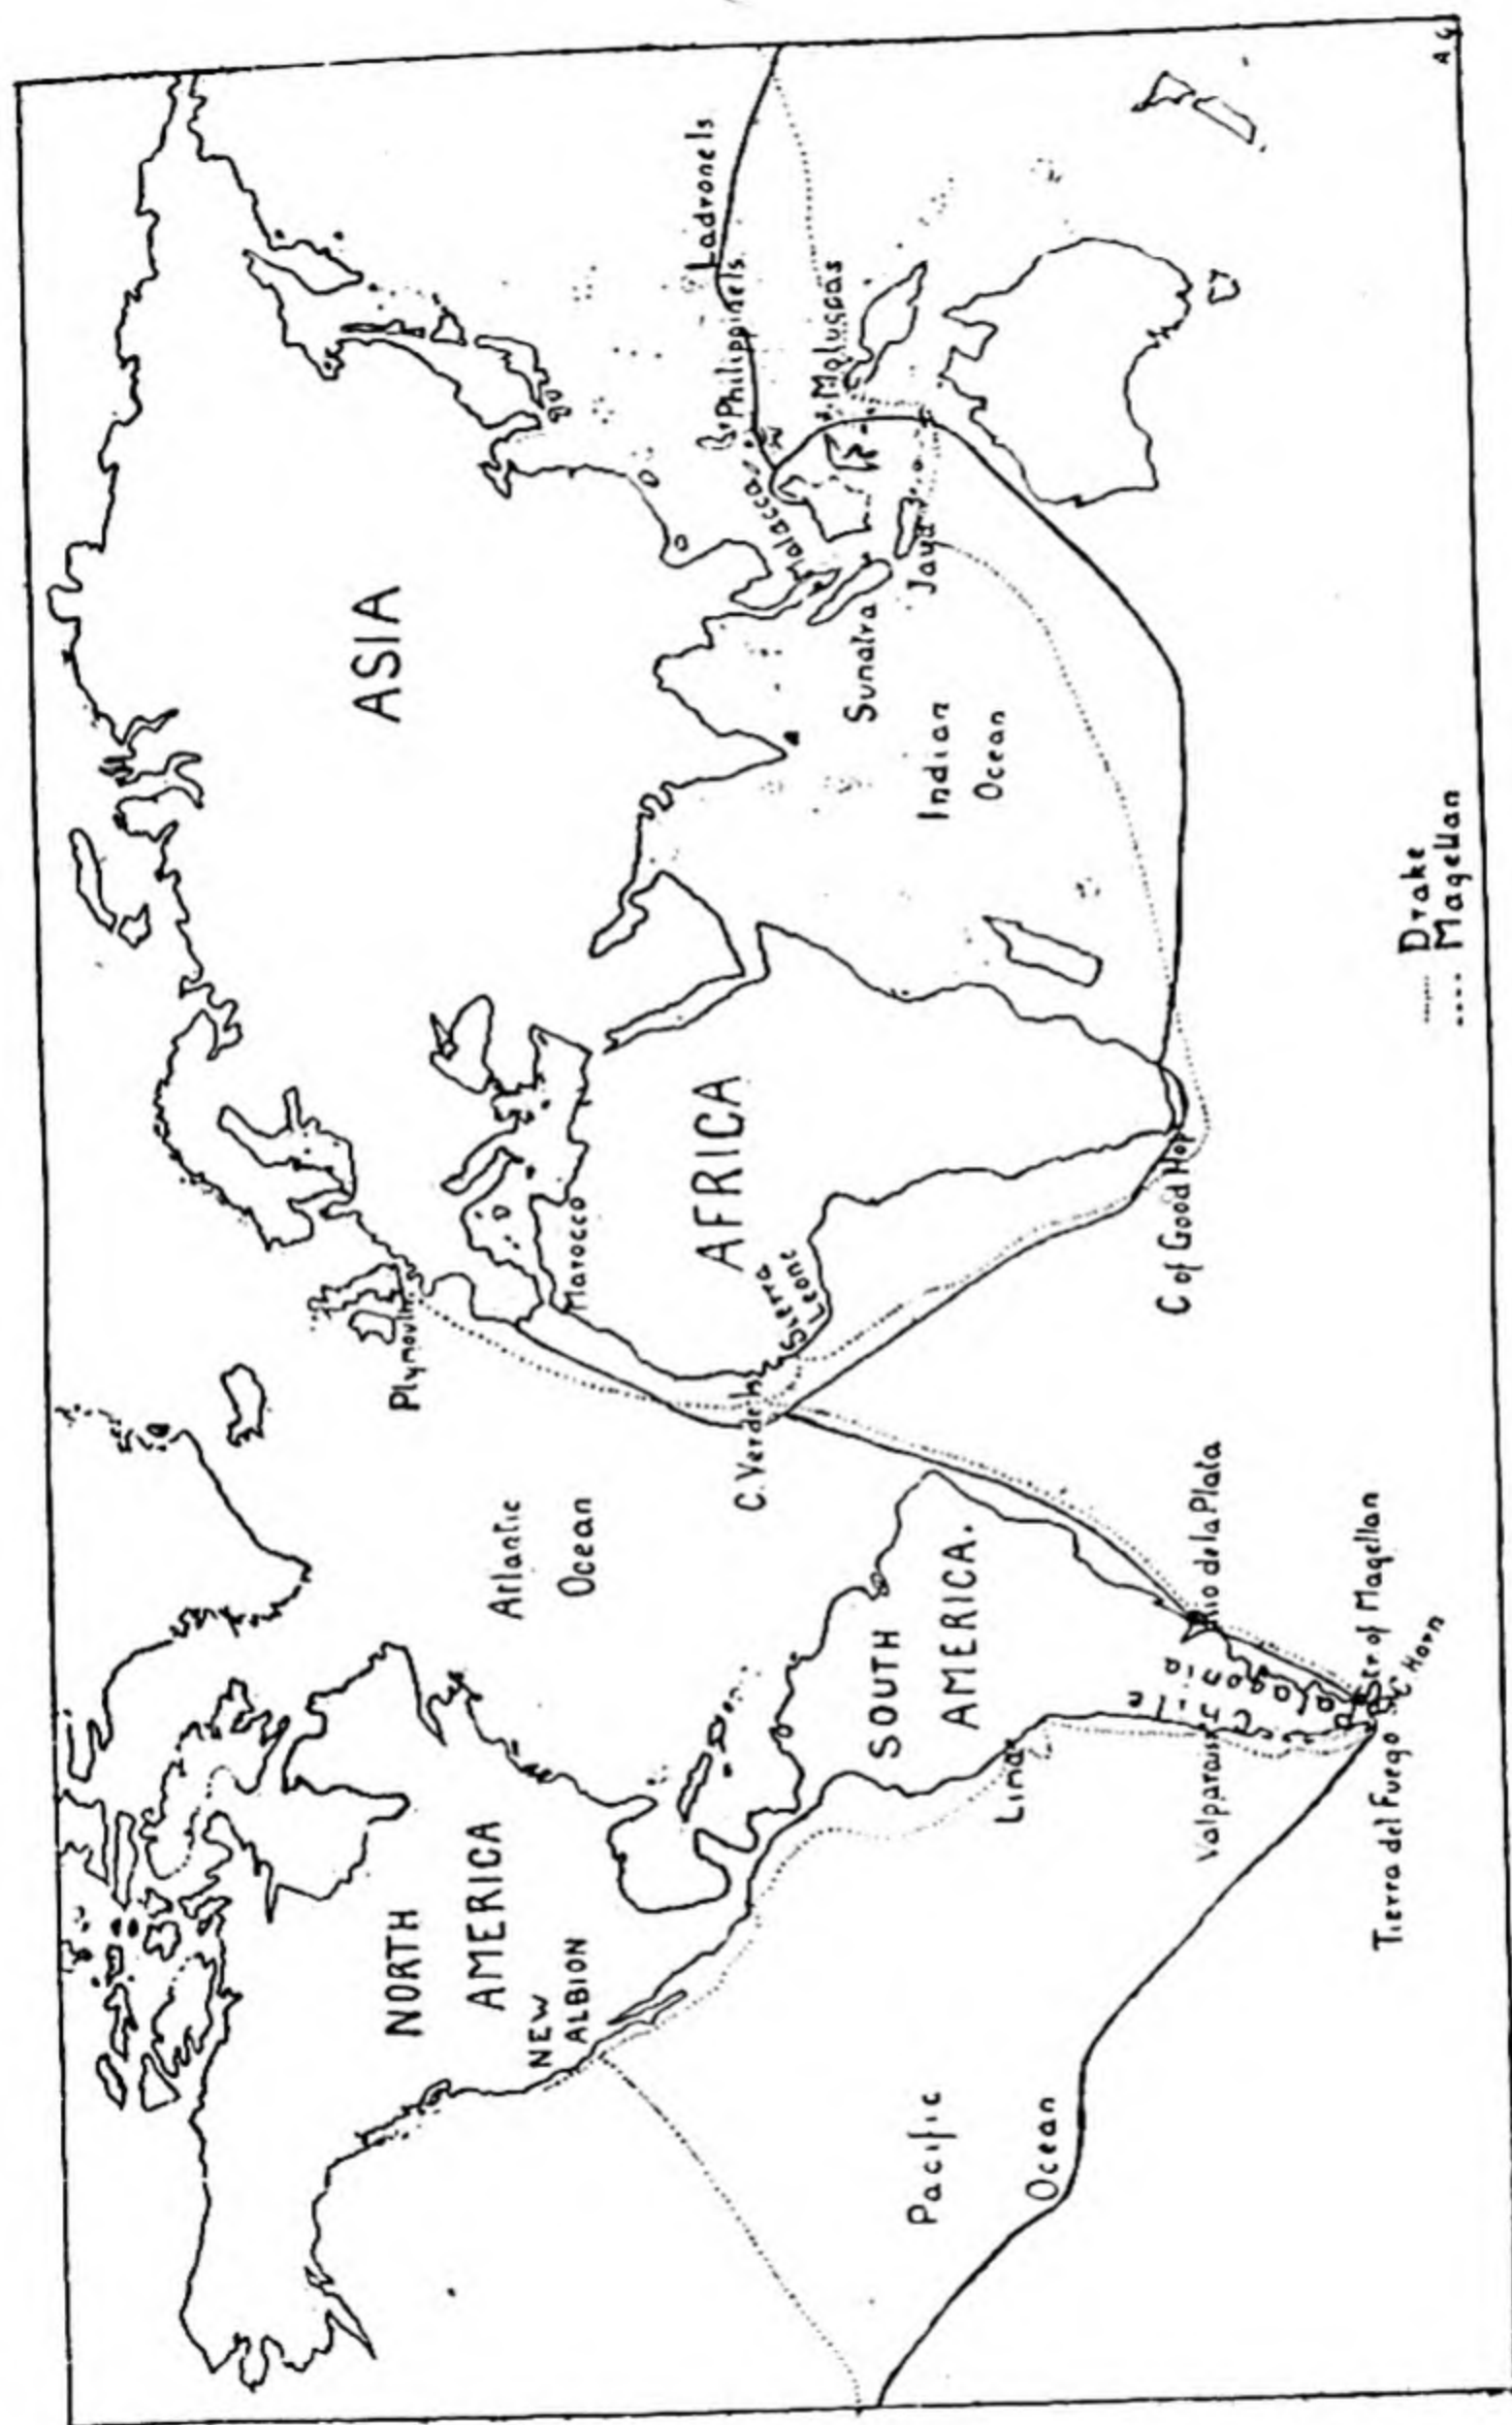 NORTH
AMERICA
NEW
ALBION
Atlantic
Ocean
Plymouth
ASIA
Marocco
AFRICA
Sierra
Leone
C. Verde Is
SOUTH
AMERICA.
Pacific
Ocean
Lima
Valparaiso
Chili
Rio de la Plata
Tierra del Fuego
Str of Magellan
C Horn
C of Good Hop
Indian
Ocean
Sumatra
Java
Malacca
Philippine Is.
Ladrone Is
Moluccas
Drake
Magellan
A G